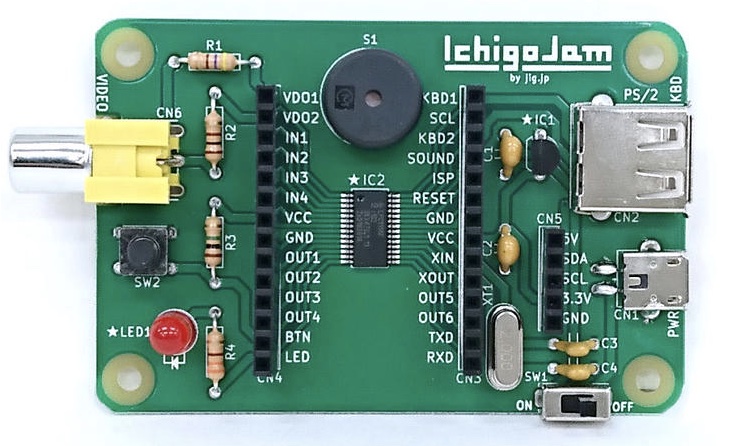 IchigoJam
by jig.jp
R1
S1
VIDEO
CN6
R2
VDO1
VDO2
IN1
IN2
IN3
IN4
VCC
GND
OUT1
OUT2
OUT3
OUT4
BTN
LED
CN4
★IC2
KBD1
SCL
KBD2
SOUND
ISP
RESET
GND
VCC
XIN
XOUT
OUT5
OUT6
TXD
RXD
CN3
C1
★IC1
PS/2
KBD
CN2
C2
CN5
5V
SDA
SCL
3.3V
GND
CN1
PWR
XT1
C3
C4
SW1
ON
OFF
SW2
R3
★LED1
R4